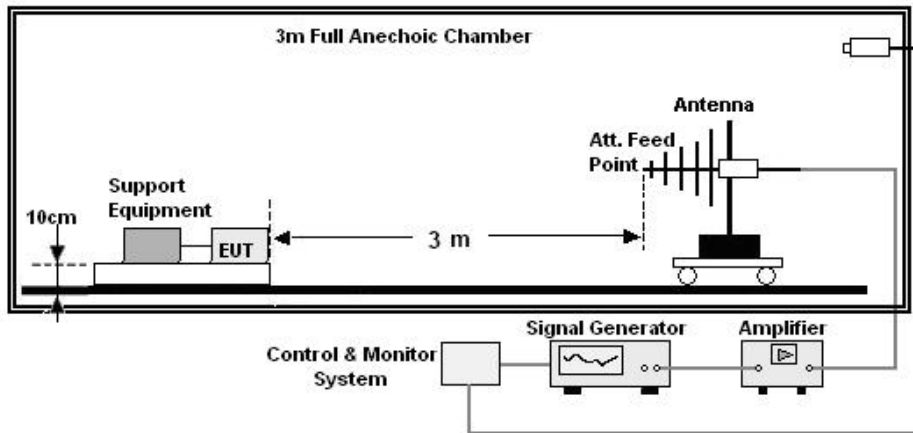 3m Full Anechoic Chamber
Antenna
Att. Feed
Point
Support
Equipment
10cm
EUT
3 m
Signal Generator
Amplifier
Control & Monitor
System